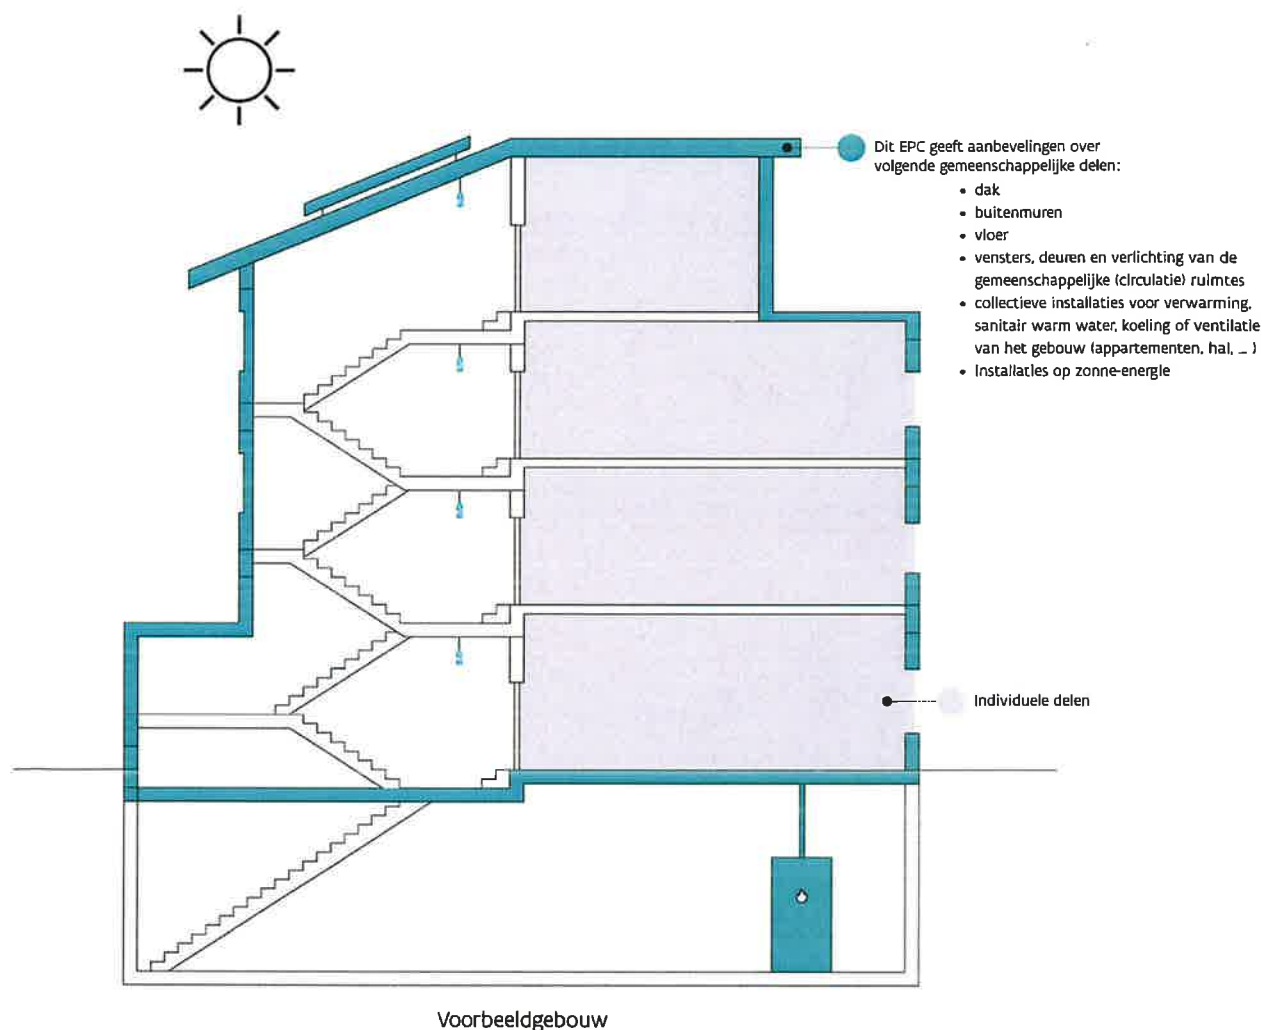 Dit EPC geeft aanbevelingen over
volgende gemeenschappelijke delen:
• dak
• buitenmuren
• vloer
• vensters, deuren en verlichting van de
gemeenschappelijke (circulatie) ruimtes
• collectieve installaties voor verwarming,
sanitair warm water, koeling of ventilatie
van het gebouw (appartementen, hal, ... )
• Installaties op zonne-energie
Individuele delen
Voorbeeldgebouw